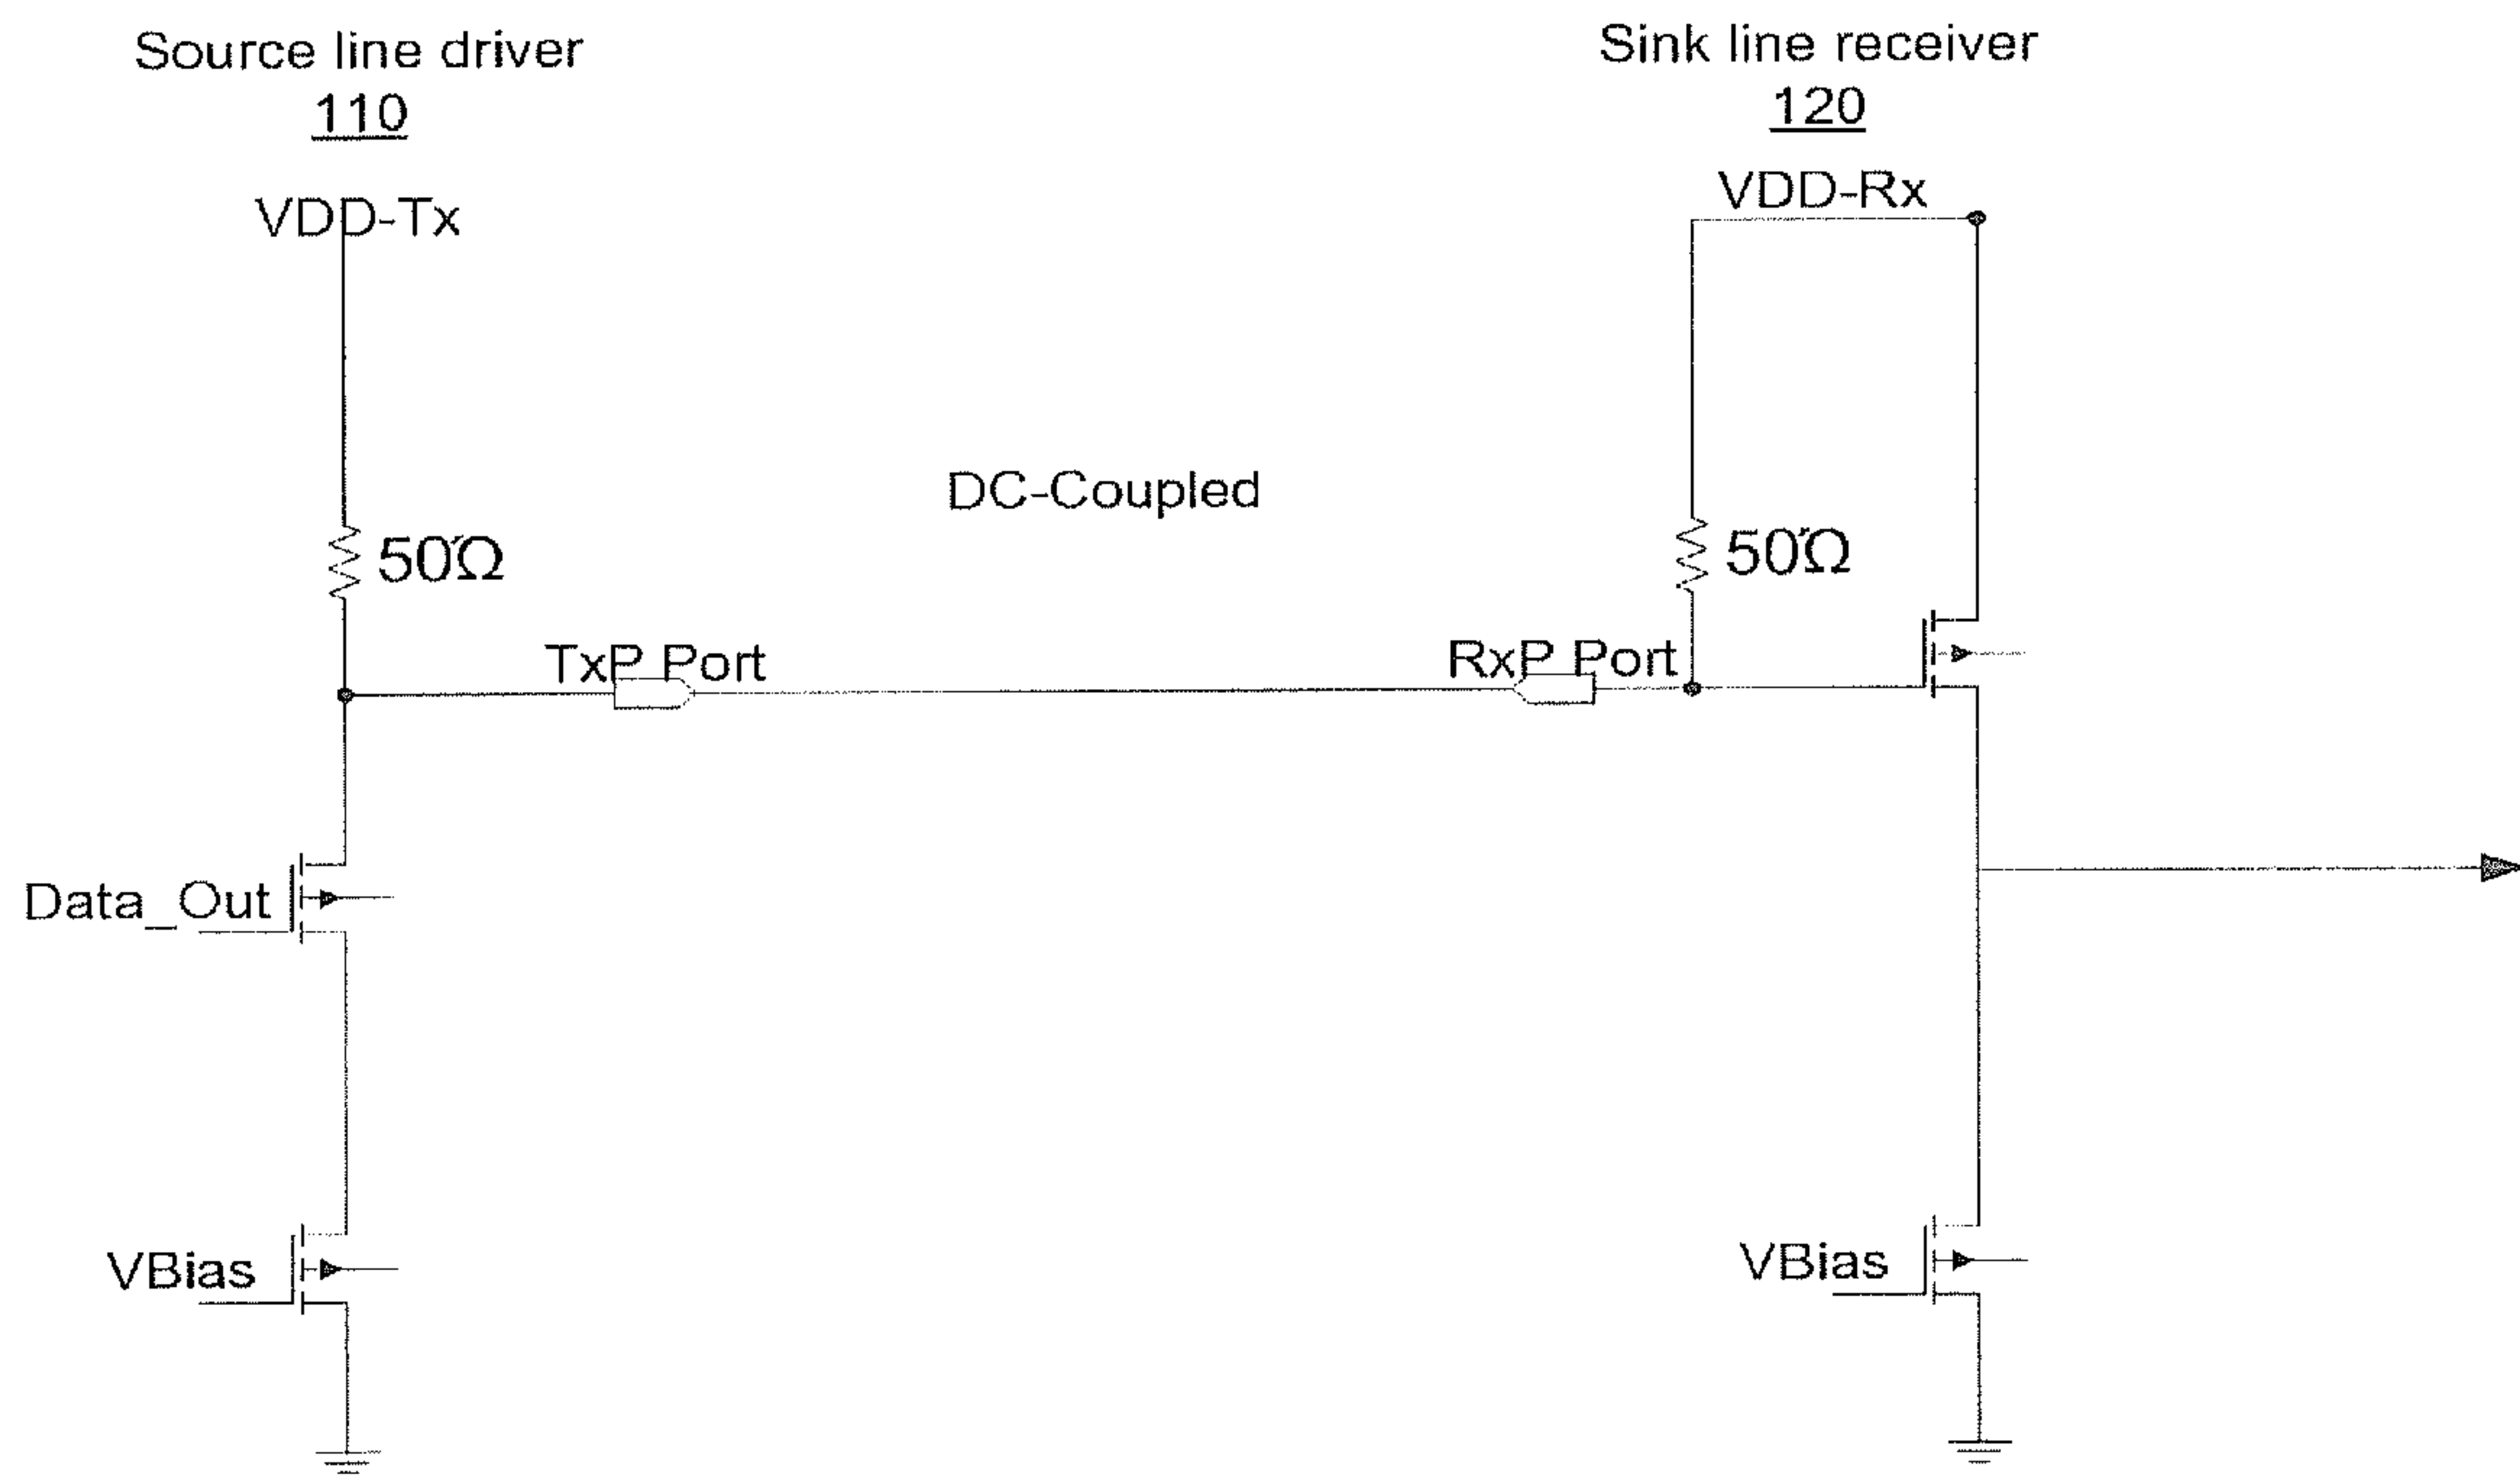 Source line driver
110
Sink line receiver
120
VDD-Tx
VDD-Rx
DC-Coupled
50Ω
50Ω
TxP Port
RxP Port
Data_Out
VBias
VBias